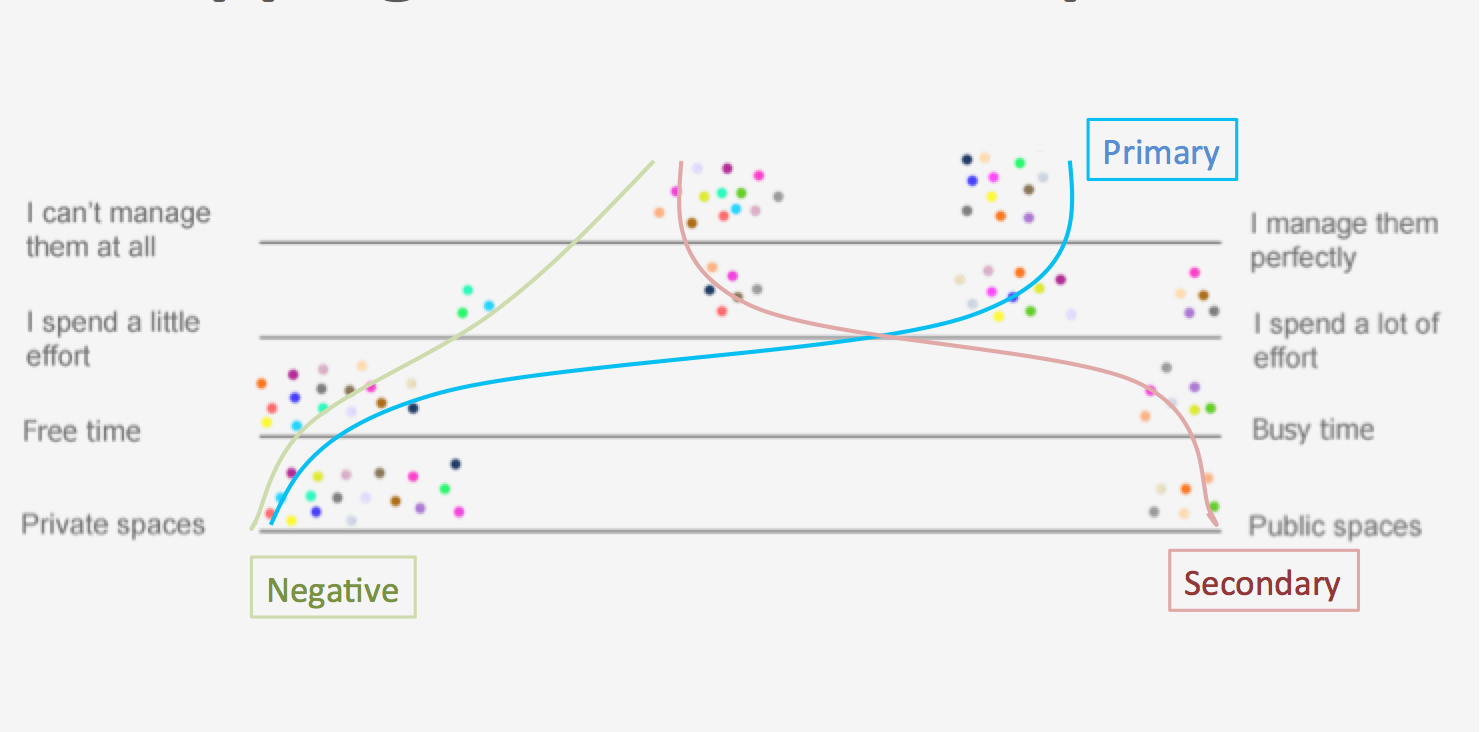 Primary
I can't manage
them at all
I manage them
perfectly
I spend a little
effort
I spend a lot of
effort
Free time
Busy time
Private spaces
Public spaces
Negative
Secondary